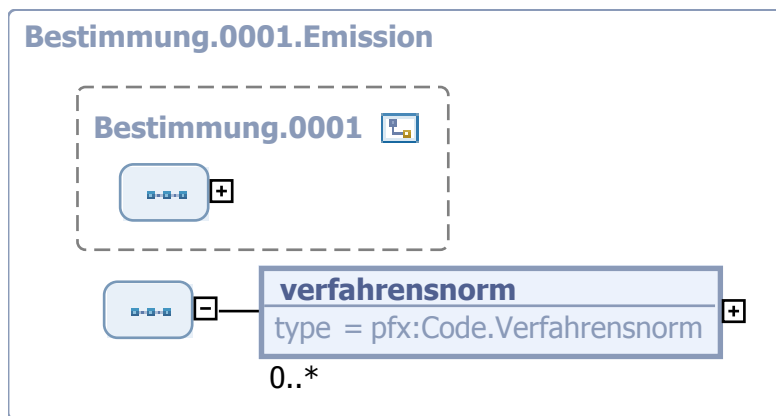 Bestimmung.0001.Emission
Bestimmung.0001
verfahrensnorm
type = pfx:Code.Verfahrensnorm
0..*